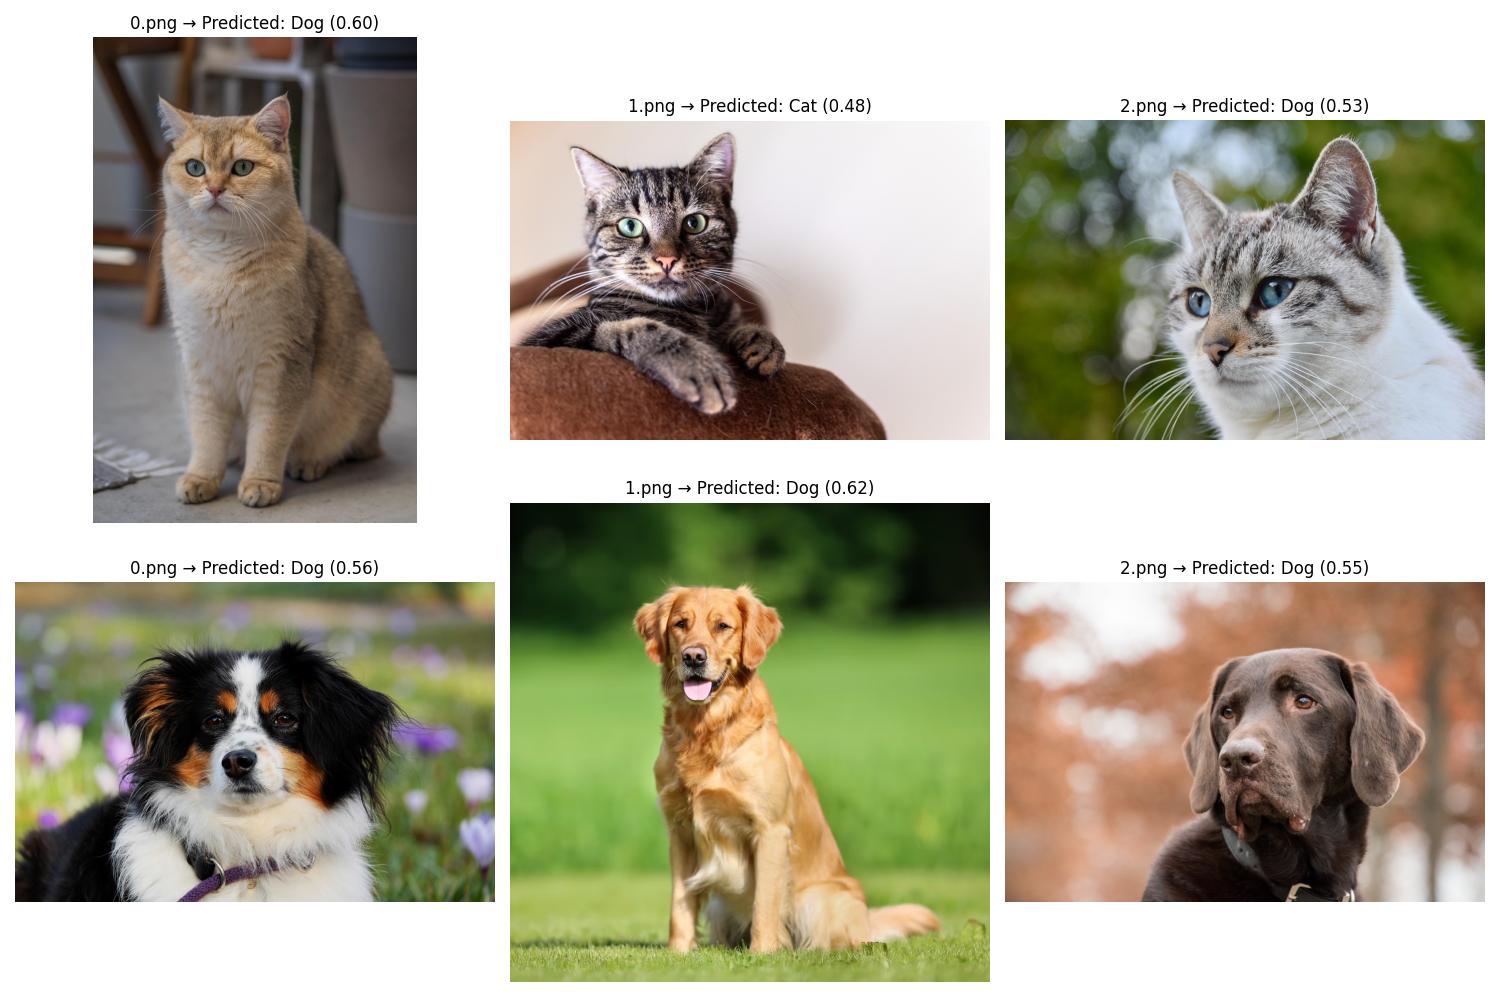 0.png → Predicted: Dog (0.60)
1.png → Predicted: Cat (0.48)
2.png → Predicted: Dog (0.53)
0.png → Predicted: Dog (0.56)
1.png → Predicted: Dog (0.62)
2.png → Predicted: Dog (0.55)